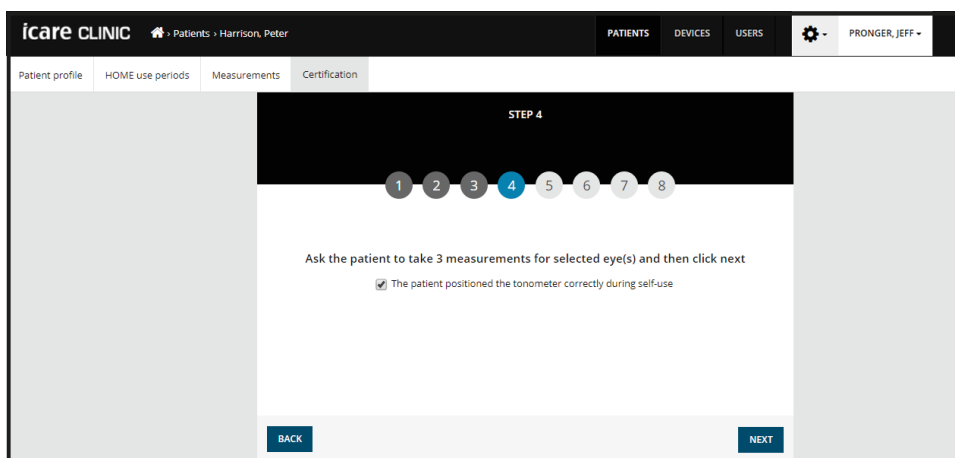 icare CLINIC › Patients › Harrison, Peter PATIENTS DEVICES USERS PRONGER, JEFF
Patient profile HOME use periods Measurements Certification
STEP 4
1 2 3 4 5 6 7 8
Ask the patient to take 3 measurements for selected eye(s) and then click next
The patient positioned the tonometer correctly during self-use
BACK NEXT